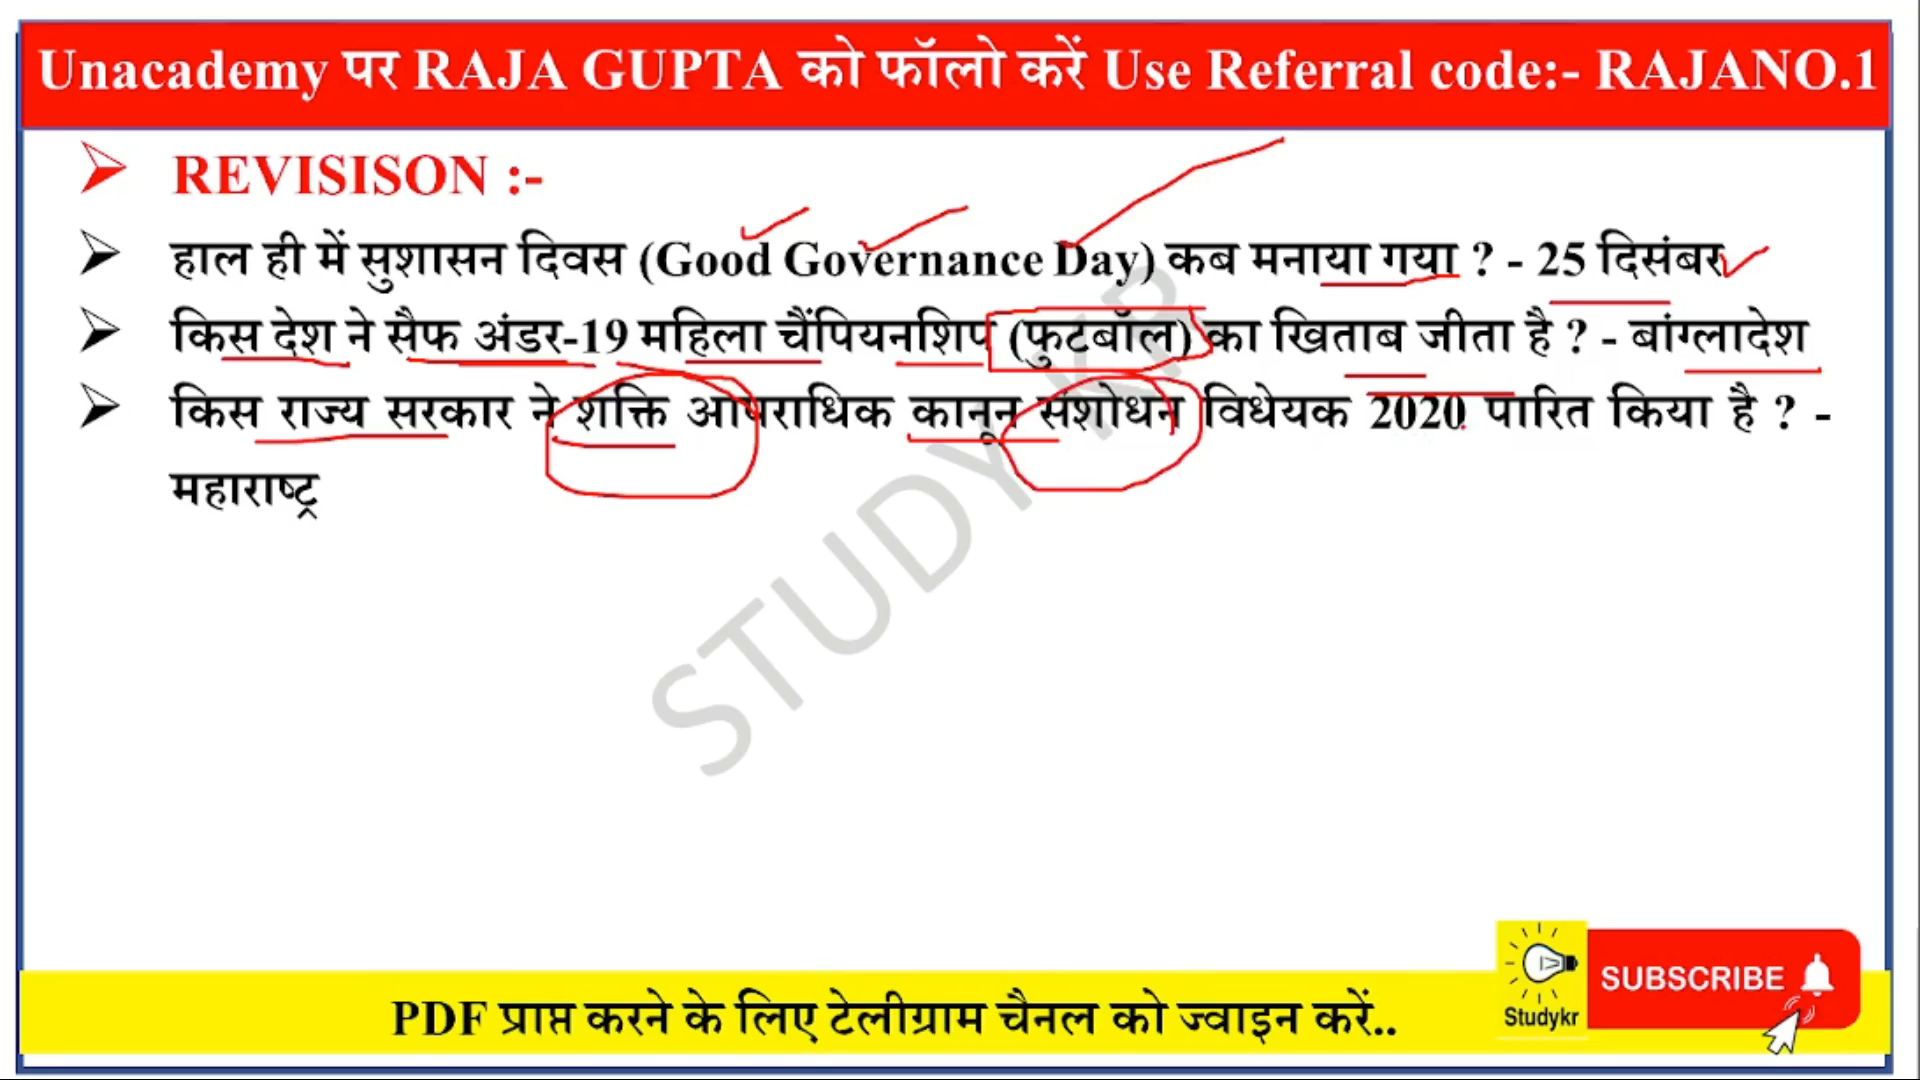 Unacademy पर RAJA GUPTA को फॉलो करें Use Referral code:- RAJANO.1
REVISISON :-
हाल ही में सुशासन दिवस (Good Governance Day) कब मनाया गया ? - 25 दिसंबर
किस देश ने सैफ अंडर-19 महिला चैंपियनशिप (फुटबॉल) का खिताब जीता है ? - बांग्लादेश
किस राज्य सरकार ने शक्ति आपराधिक कानून संशोधन विधेयक 2020 पारित किया है ? -
महाराष्ट्र
STUDY KR
SUBSCRIBE
Studykr
PDF प्राप्त करने के लिए टेलीग्राम चैनल को ज्वाइन करें..